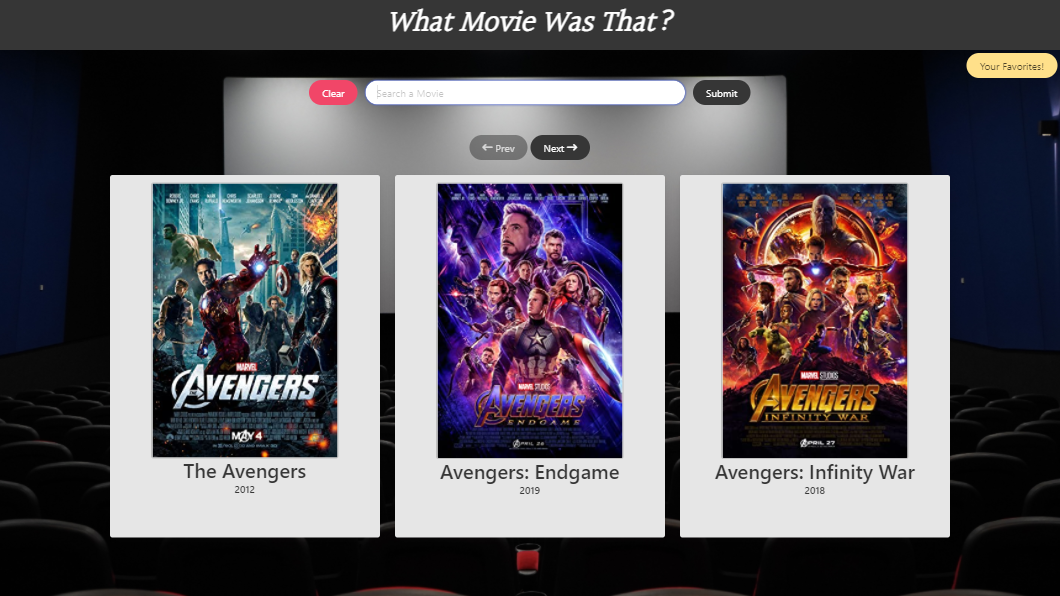 What Movie Was That?
Your Favorites!
Clear
Search a Movie
Submit
← Prev
Next →
MARVEL
THE AVENGERS
MAY 4
The Avengers
2012
MARVEL STUDIOS
AVENGERS
ENDGAME
APRIL 26
Avengers: Endgame
2019
MARVEL STUDIOS
AVENGERS
INFINITY WAR
APRIL 27
Avengers: Infinity War
2018